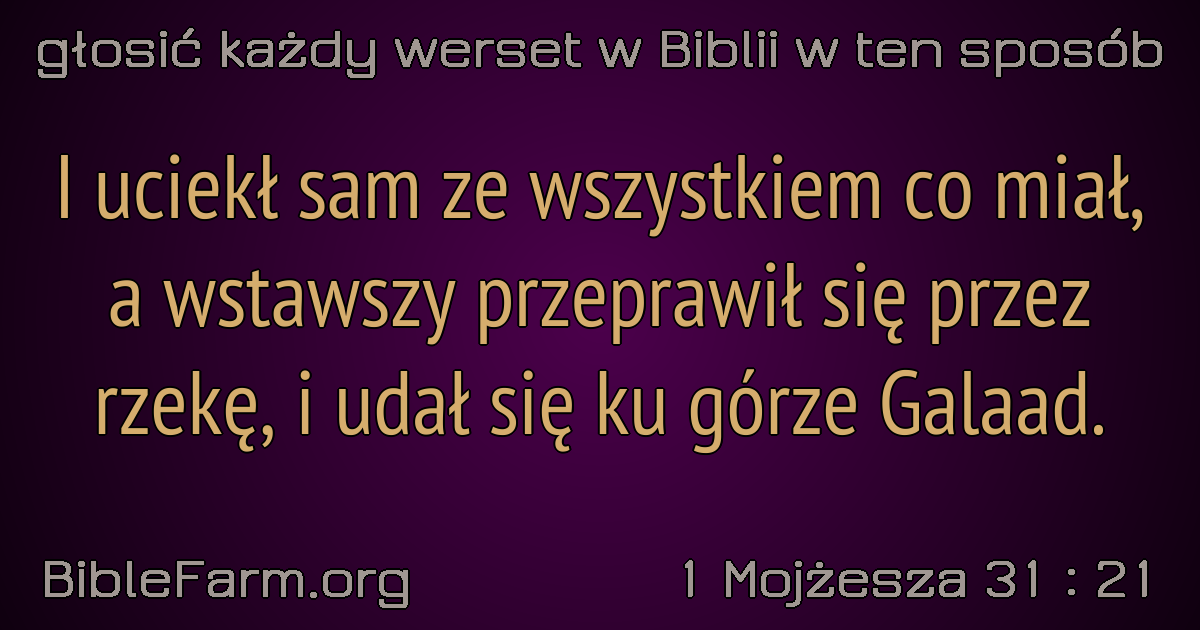 głosić każdy werset w Biblii w ten sposób
I uciekł sam ze wszystkiem co miał,
a wstawszy przeprawił się przez
rzekę, i udał się ku górze Galaad.
BibleFarm.org
1 Mojżesza 31 : 21